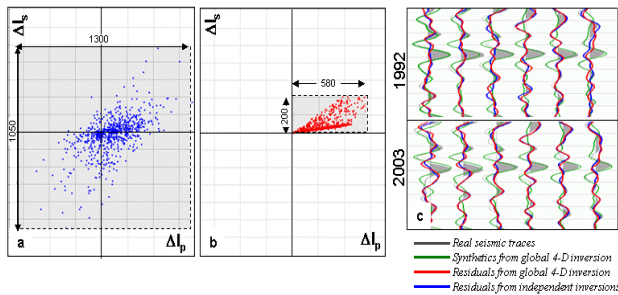 ΔIs
1300
1050
ΔIp
a
ΔIs
580
200
ΔIp
b
1992
2003
c
Real seismic traces
Synthetics from global 4-D inversion
Residuals from global 4-D inversion
Residuals from independent inversions